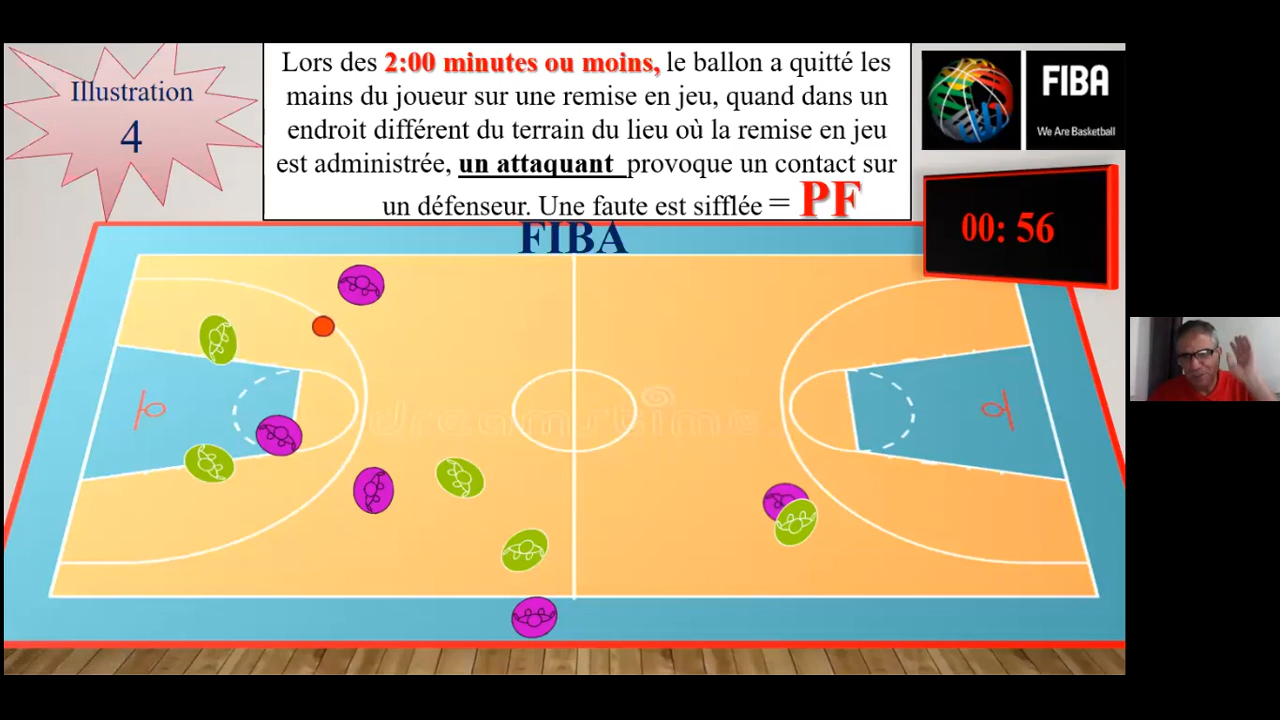 Illustration
4
Lors des 2:00 minutes ou moins, le ballon a quitté les
mains du joueur sur une remise en jeu, quand dans un
endroit différent du terrain du lieu où la remise en jeu
est administrée, un attaquant provoque un contact sur
un défenseur. Une faute est sifflée = PF
FIBA
We Are Basketball
00: 56
FIBA
dreamstime